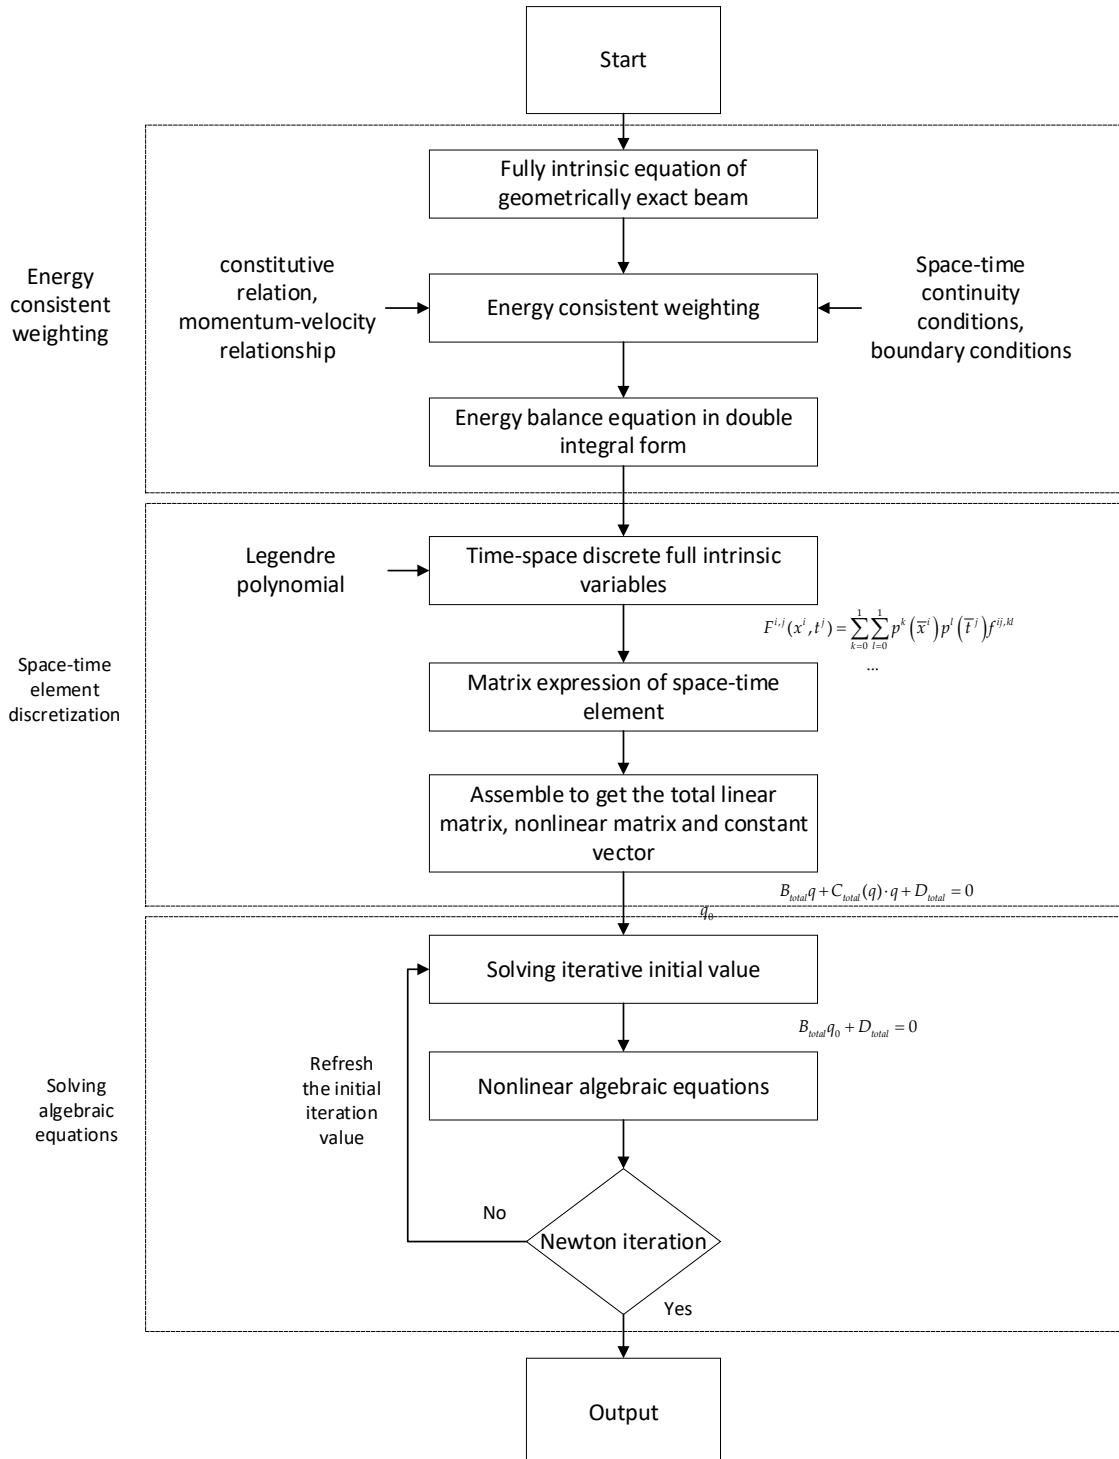 Start
Fully intrinsic equation of
geometrically exact beam
Energy
consistent
weighting
constitutive
relation,
momentum-velocity
relationship
Energy consistent weighting
Space-time
continuity
conditions,
boundary conditions
Energy balance equation in double
integral form
Legendre
polynomial
Time-space discrete full intrinsic
variables
F^{i,j}(x^i, t^j) = \sum_{k=0}^{1} \sum_{l=0}^{1} p^k(\overline{x}^i) p^l(\overline{t}^j) f^{ij,kl}
...
Space-time
element
discretization
Matrix expression of space-time
element
Assemble to get the total linear
matrix, nonlinear matrix and constant
vector
B_{total}q + C_{total}(q)·q + D_{total} = 0
q_0
Solving iterative initial value
B_{total}q_0 + D_{total} = 0
Solving
algebraic
equations
Refresh
the initial
iteration
value
Nonlinear algebraic equations
No
Newton iteration
Yes
Output